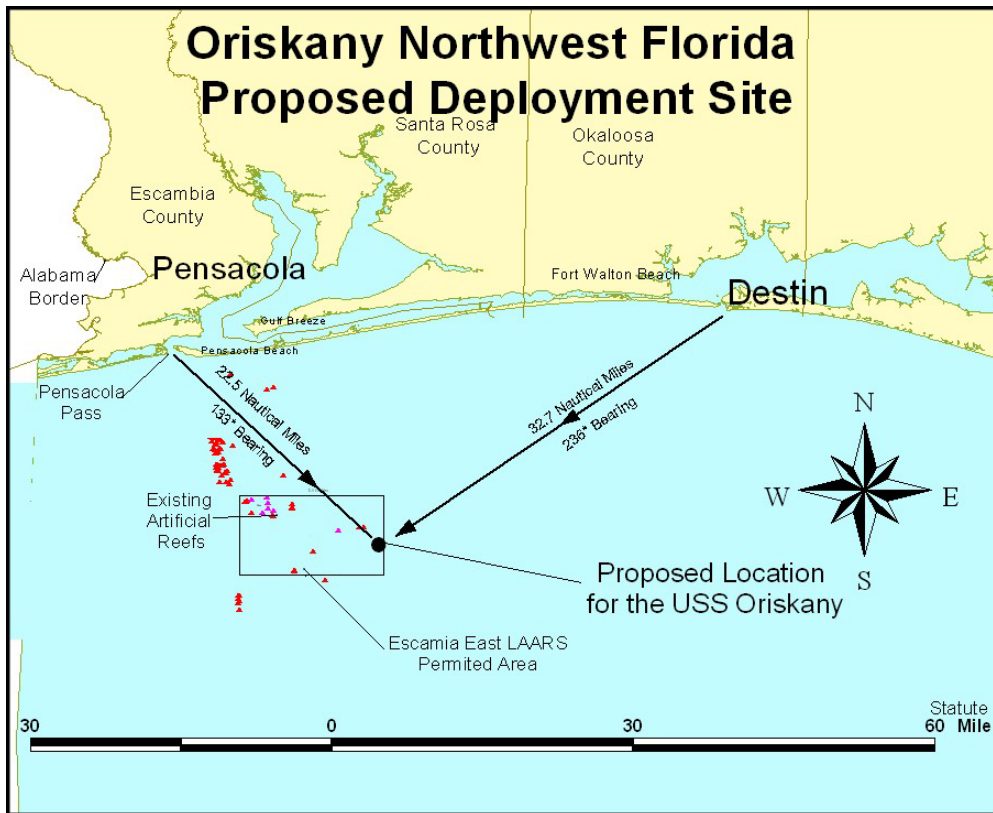 Oriskany Northwest Florida
Proposed Deployment Site
Santa Rosa
County
Okaloosa
County
Escambia
County
Alabama
Border
Pensacola
Fort Walton Beach
Destin
Gulf Breeze
Pensacola Beach
Pensacola
Pass
22.5 Nautical Miles
133* Bearing
32.7 Nautical Miles
236* Bearing
N
W
E
S
Existing
Artificial
Reefs
Proposed Location
for the USS Oriskany
Escamia East LAARS
Permited Area
Statute
30
0
30
60
Mile